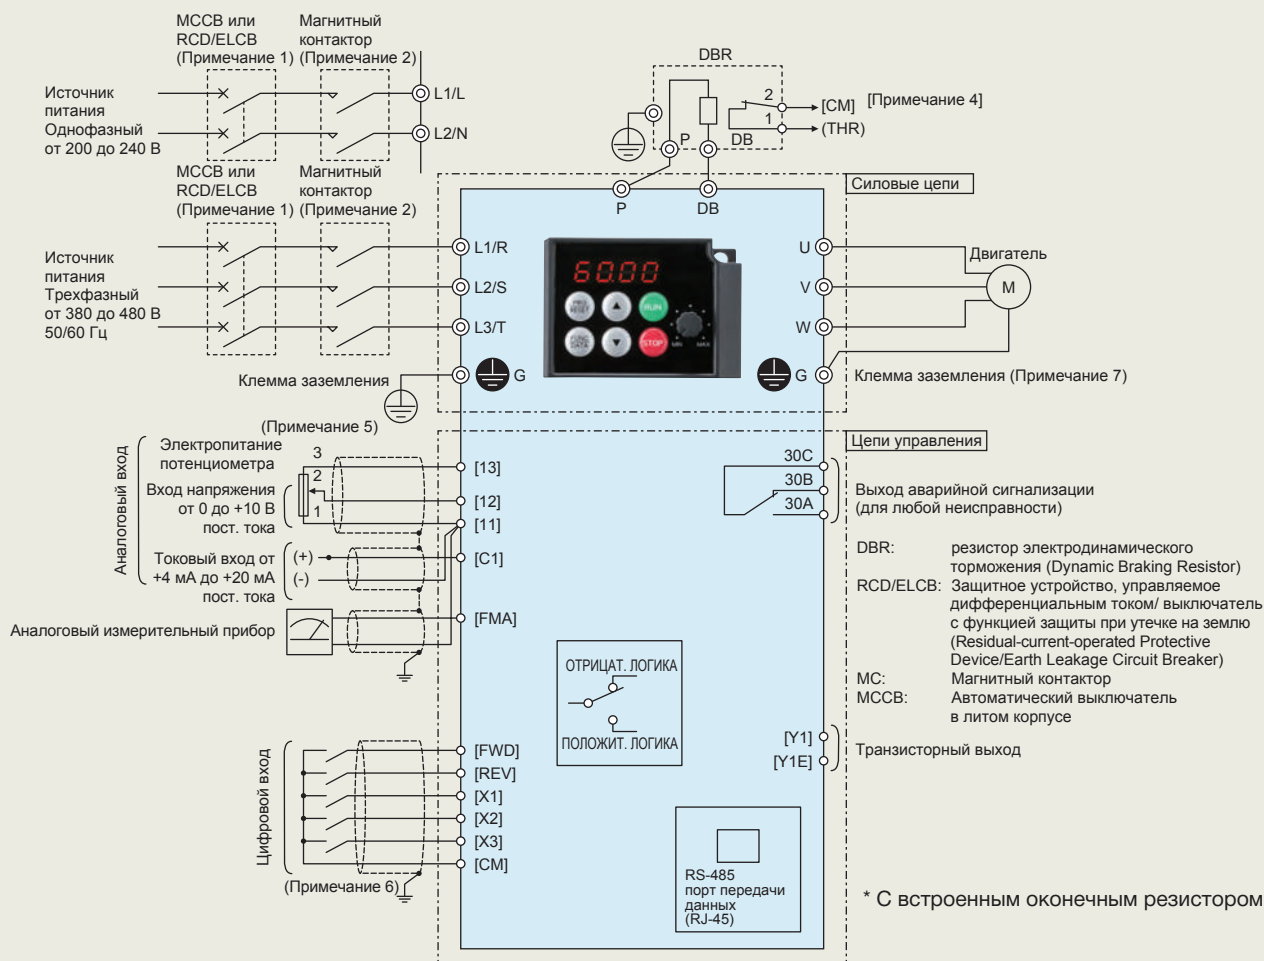 МССВ или
RCD/ELCB
(Примечание 1)
Магнитный
контактор
(Примечание 2)
Источник
питания
Однофазный
от 200 до 240 В
L1/L
L2/N
DBR
2
1
[CM]
(THR)
[Примечание 4]
P
DB
МССВ или
RCD/ELCB
(Примечание 1)
Магнитный
контактор
(Примечание 2)
Силовые цепи
P
DB
Источник
питания
Трехфазный
от 380 до 480 В
50/60 Гц
L1/R
L2/S
L3/T
60.00
RUN
STOP
MIN
MAX
U
V
W
Двигатель
M
Клемма заземления
G
G
Клемма заземления (Примечание 7)
(Примечание 5)
Аналоговый вход
Электропитание
потенциометра
3
2
1
Вход напряжения
от 0 до +10 В
пост. тока
Токовый вход от
+4 мА до +20 мА
пост. тока
(+)
(-)
Аналоговый измерительный прибор
[13]
[12]
[11]
[C1]
[FMA]
Цепи управления
30C
30B
30A
Выход аварийной сигнализации
(для любой неисправности)
DBR: резистор электродинамического
торможения (Dynamic Braking Resistor)
RCD/ELCB: Защитное устройство, управляемое
дифференциальным током/ выключатель
с функцией защиты при утечке на землю
(Residual-current-operated Protective
Device/Earth Leakage Circuit Breaker)
МС: Магнитный контактор
МССВ: Автоматический выключатель
в литом корпусе
ОТРИЦАТ. ЛОГИКА
ПОЛОЖИТ. ЛОГИКА
[Y1]
[Y1E]
Транзисторный выход
Цифровой вход
[FWD]
[REV]
[X1]
[X2]
[X3]
[CM]
(Примечание 6)
RS-485
порт передачи
данных
(RJ-45)
* С встроенным оконечным резистором